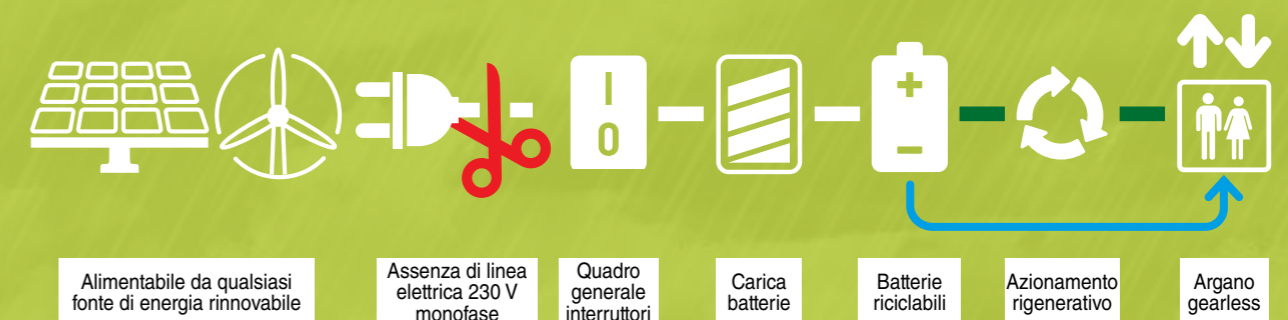 I
0
+
−
Alimentabile da qualsiasi
fonte di energia rinnovabile
Assenza di linea
elettrica 230 V
monofase
Quadro
generale
interruttori
Carica
batterie
Batterie
riciclabili
Azionamento
rigenerativo
Argano
gearless